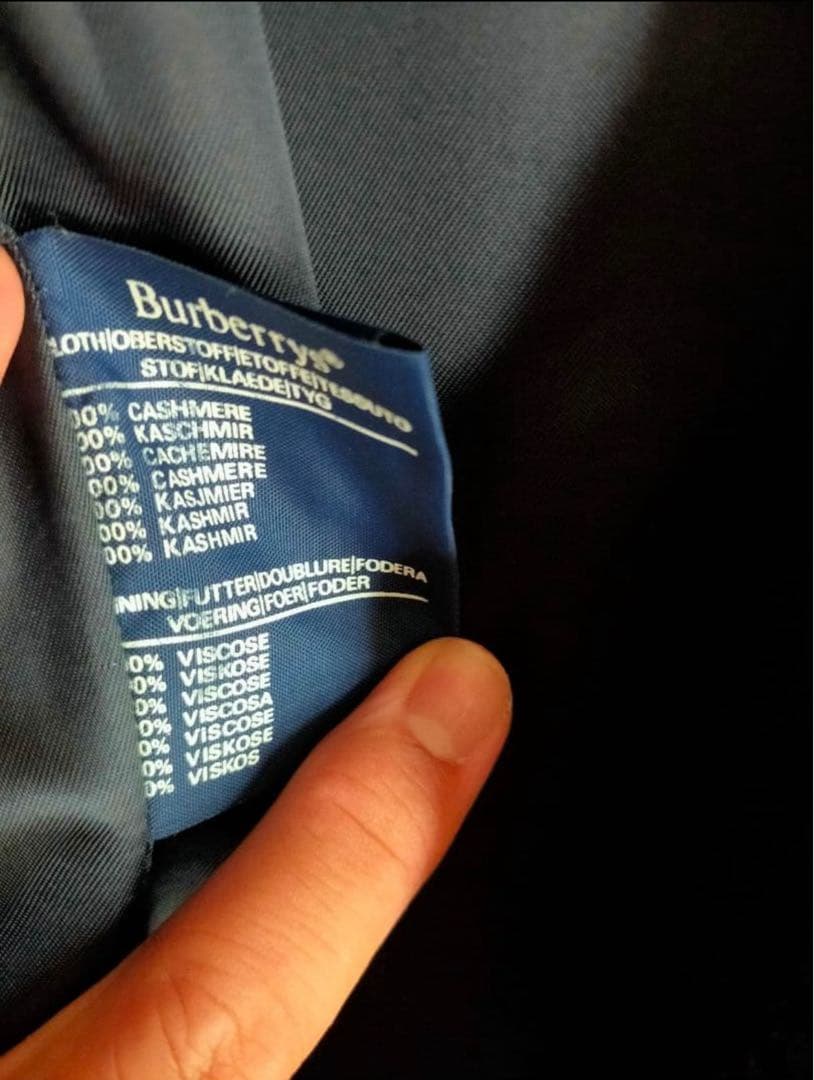 Burberrys®
LOTH|OBERSTOFF|ETOFFE|TESSUTO
STOF|KLAEDE|TYG
00% CASHMERE
00% KASCHMIR
00% CACHEMIRE
00% CASHMERE
00% KASJMIER
00% KASHMIR
00% KASHMIR
NING|FUTTER|DOUBLURE|FODERA
VOERING|FOER|FODER
0% VISCOSE
0% VISKOSE
0% VISCOSE
0% VISCOSA
0% VISCOSE
0% VISKOSE
0% VISKOS